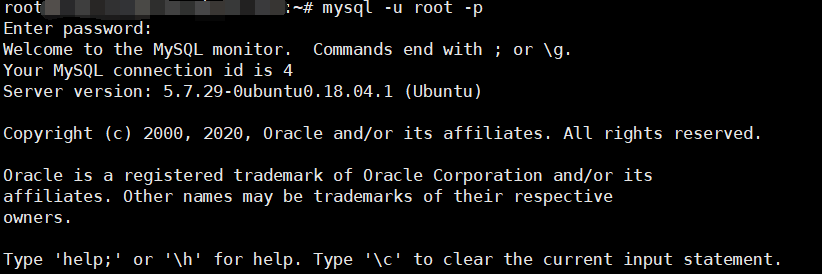 root:~# mysql -u root -p
Enter password:
Welcome to the MySQL monitor.  Commands end with ; or \g.
Your MySQL connection id is 4
Server version: 5.7.29-0ubuntu0.18.04.1 (Ubuntu)
Copyright (c) 2000, 2020, Oracle and/or its affiliates. All rights reserved.
Oracle is a registered trademark of Oracle Corporation and/or its
affiliates. Other names may be trademarks of their respective
owners.
Type 'help;' or '\h' for help. Type '\c' to clear the current input statement.